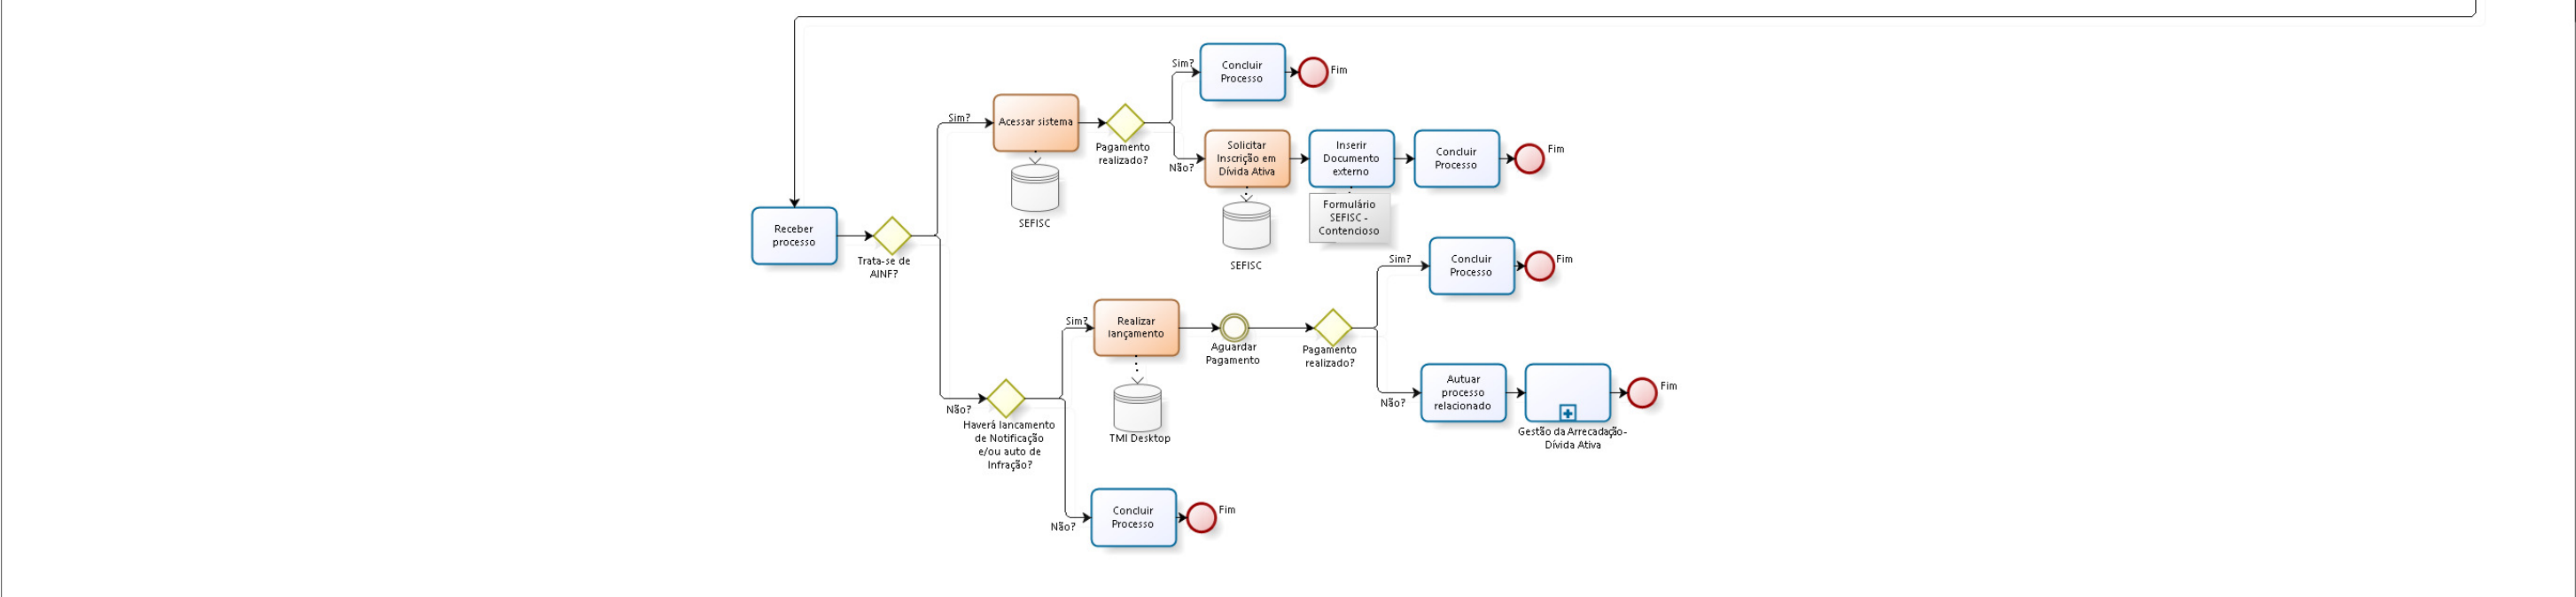 Sim?
Concluir
Processo
Fim
Sim?
Acessar sistema
Pagamento
realizado?
Não?
Solicitar
Inscrição em
Dívida Ativa
Inserir
Documento
externo
Concluir
Processo
Fim
SEFISC
SEFISC
Formulário
SEFISC -
Contencioso
Receber
processo
Trata-se de
AINF?
Sim?
Concluir
Processo
Fim
Sim?
Realizar
lançamento
Aguardar
Pagamento
Pagamento
realizado?
TMI Desktop
Não?
Autuar
processo
relacionado
Gestão da Arrecadação-
Dívida Ativa
Fim
Não?
Haverá lancamento
de Notificação
e/ou auto de
Infração?
Não?
Concluir
Processo
Fim